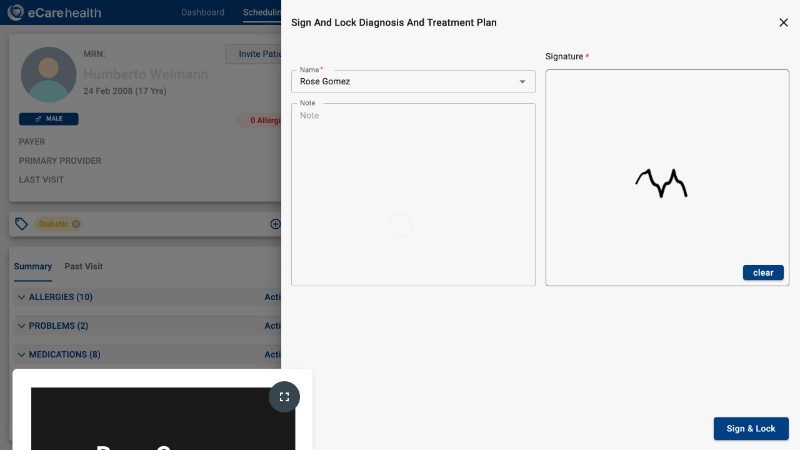 eCarehealth
Dashboard
Schedulin
MRN:
Invite Patie
Humberto Weimann
24 Feb 2008 (17 Yrs)
MALE
0 Allergi
PAYER
PRIMARY PROVIDER
LAST VISIT
Diabetic
Summary
Past Visit
ALLERGIES (10)
Acti
PROBLEMS (2)
Acti
MEDICATIONS (8)
Acti
Sign And Lock Diagnosis And Treatment Plan
Name *
Rose Gomez
Note
Note
Signature *
clear
Sign & Lock